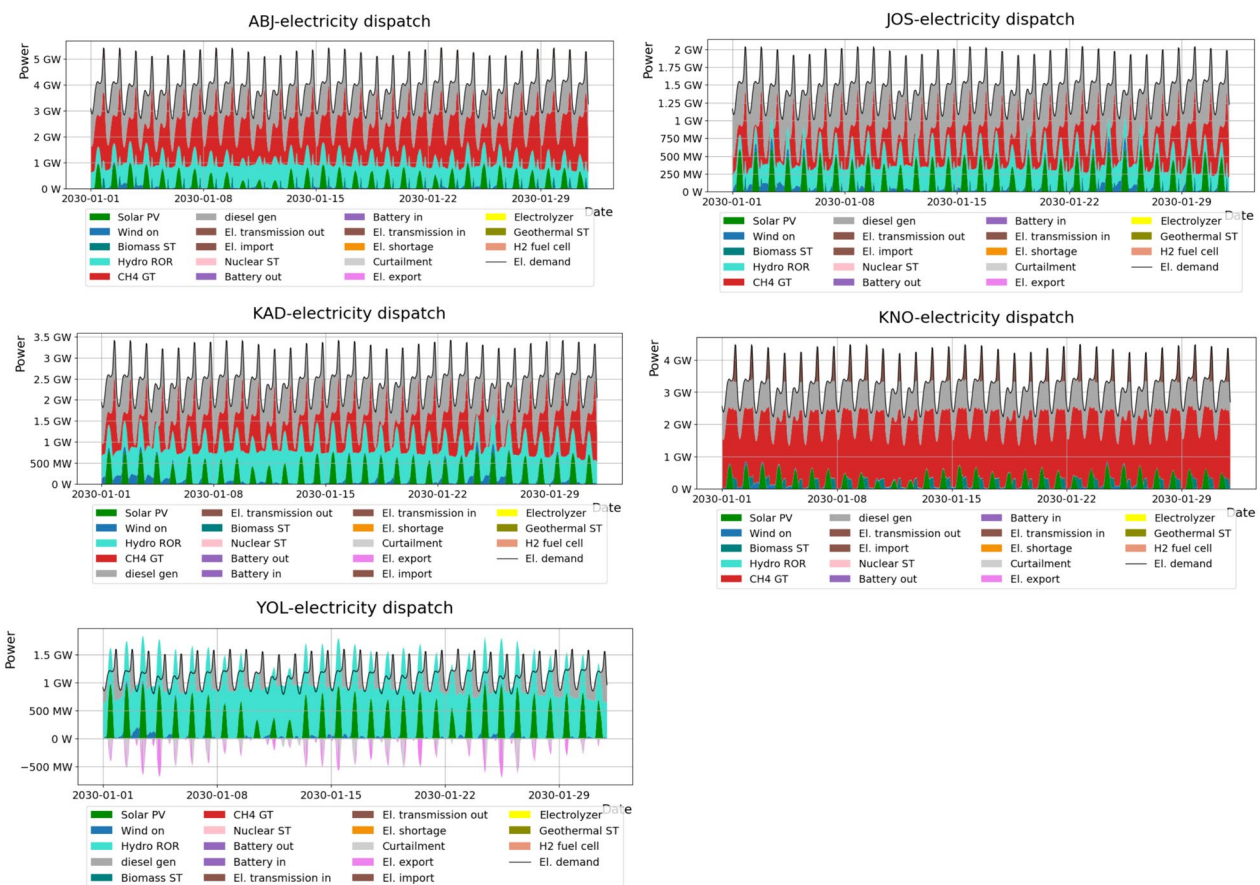 ABJ-electricity dispatch
Power
5 GW
4 GW
3 GW
2 GW
1 GW
0 W
2030-01-01 2030-01-08 2030-01-15 2030-01-22 2030-01-29
Date
Solar PV diesel gen Battery in Electrolyzer
Wind on El. transmission out El. transmission in Geothermal ST
Biomass ST El. import El. shortage H2 fuel cell
Hydro ROR Nuclear ST Curtailment El. demand
CH4 GT Battery out El. export
JOS-electricity dispatch
Power
2 GW
1.75 GW
1.5 GW
1.25 GW
1 GW
750 MW
500 MW
250 MW
0 W
2030-01-01 2030-01-08 2030-01-15 2030-01-22 2030-01-29
Date
Solar PV diesel gen Battery in Electrolyzer
Wind on El. transmission out El. transmission in Geothermal ST
Biomass ST El. import El. shortage H2 fuel cell
Hydro ROR Nuclear ST Curtailment El. demand
CH4 GT Battery out El. export
KAD-electricity dispatch
Power
3.5 GW
3 GW
2.5 GW
2 GW
1.5 GW
1 GW
500 MW
0 W
2030-01-01 2030-01-08 2030-01-15 2030-01-22 2030-01-29
Date
Solar PV El. transmission out El. transmission in Electrolyzer
Wind on Biomass ST El. shortage Geothermal ST
Hydro ROR Nuclear ST Curtailment H2 fuel cell
CH4 GT Battery out El. export El. demand
diesel gen Battery in El. import
KNO-electricity dispatch
Power
4 GW
3 GW
2 GW
1 GW
0 W
2030-01-01 2030-01-08 2030-01-15 2030-01-22 2030-01-29
Date
Solar PV diesel gen Battery in Electrolyzer
Wind on El. transmission out El. transmission in Geothermal ST
Biomass ST El. import El. shortage H2 fuel cell
Hydro ROR Nuclear ST Curtailment El. demand
CH4 GT Battery out El. export
YOL-electricity dispatch
Power
1.5 GW
1 GW
500 MW
0 W
−500 MW
2030-01-01 2030-01-08 2030-01-15 2030-01-22 2030-01-29
Date
Solar PV CH4 GT El. transmission out Electrolyzer
Wind on Nuclear ST El. shortage Geothermal ST
Hydro ROR Battery out Curtailment H2 fuel cell
diesel gen Battery in El. export El. demand
Biomass ST El. transmission in El. import